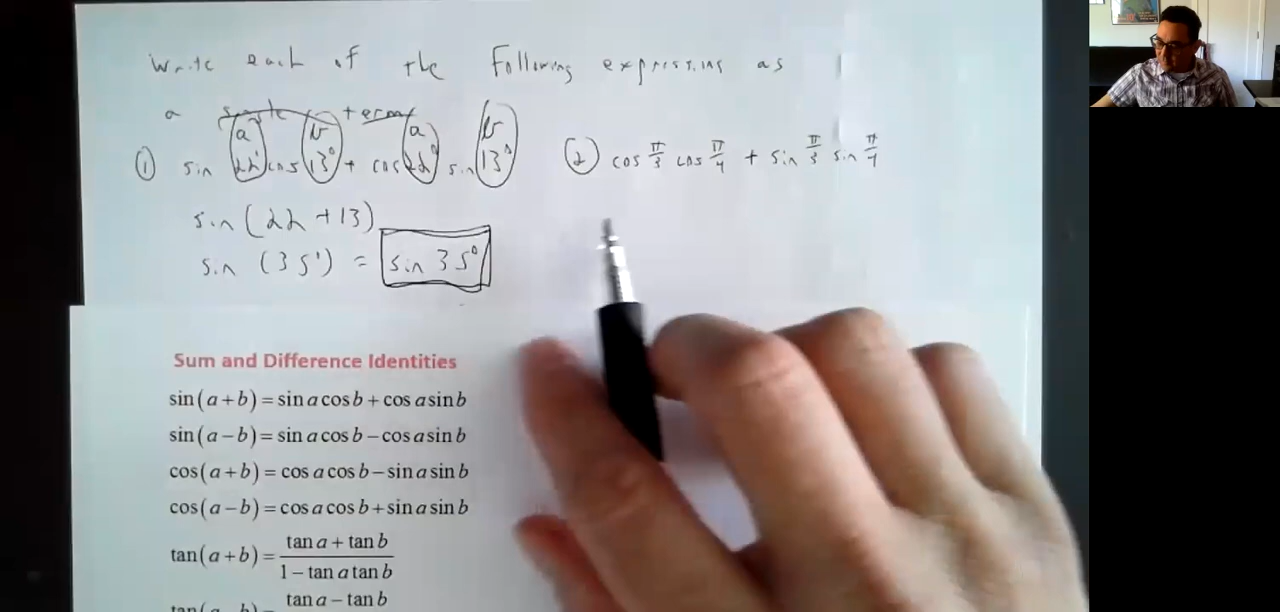 Write each of the following expressions as
a single term
a b a b
① sin 22° cos 13° + cos 22° sin 13°
② cos π/3 cos π/4 + sin π/3 sin π/4
sin (22 + 13)
sin (35°) = sin 35°
Sum and Difference Identities
sin(a+b)=sin a cos b+cos a sin b
sin(a−b)=sin a cos b−cos a sin b
cos(a+b)=cos a cos b−sin a sin b
cos(a−b)=cos a cos b+sin a sin b
tan(a+b)= tan a+tan b / 1−tan a tan b
tan a−tan b